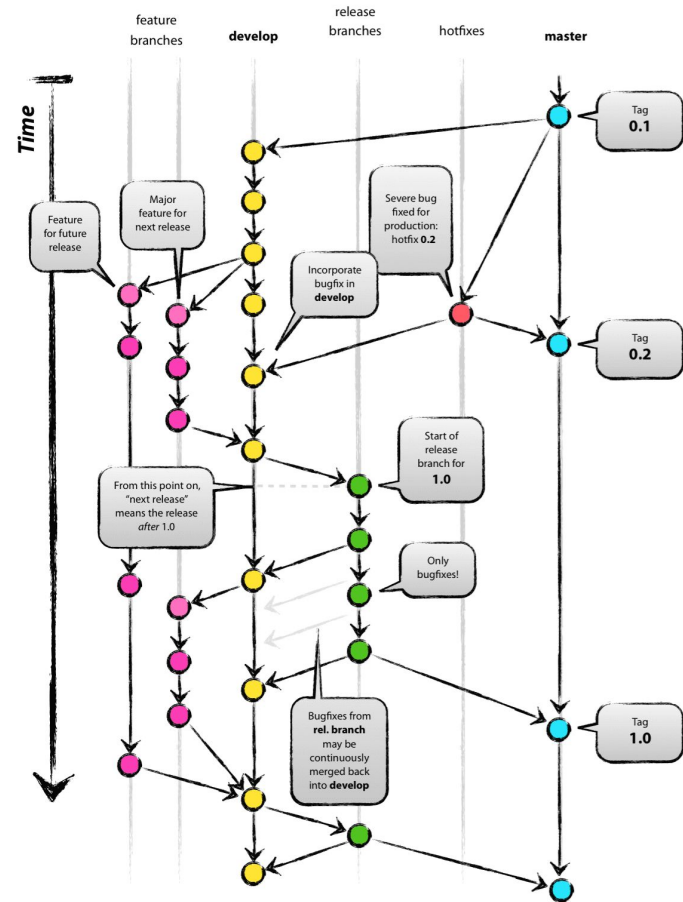 feature
branches
develop
release
branches
hotfixes
master
Time
Tag
0.1
Feature
for future
release
Major
feature for
next release
Severe bug
fixed for
production:
hotfix 0.2
Incorporate
bugfix in
develop
Tag
0.2
Start of
release
branch for
1.0
From this point on,
“next release”
means the release
after 1.0
Only
bugfixes!
Bugfixes from
rel. branch
may be
continuously
merged back
into develop
Tag
1.0